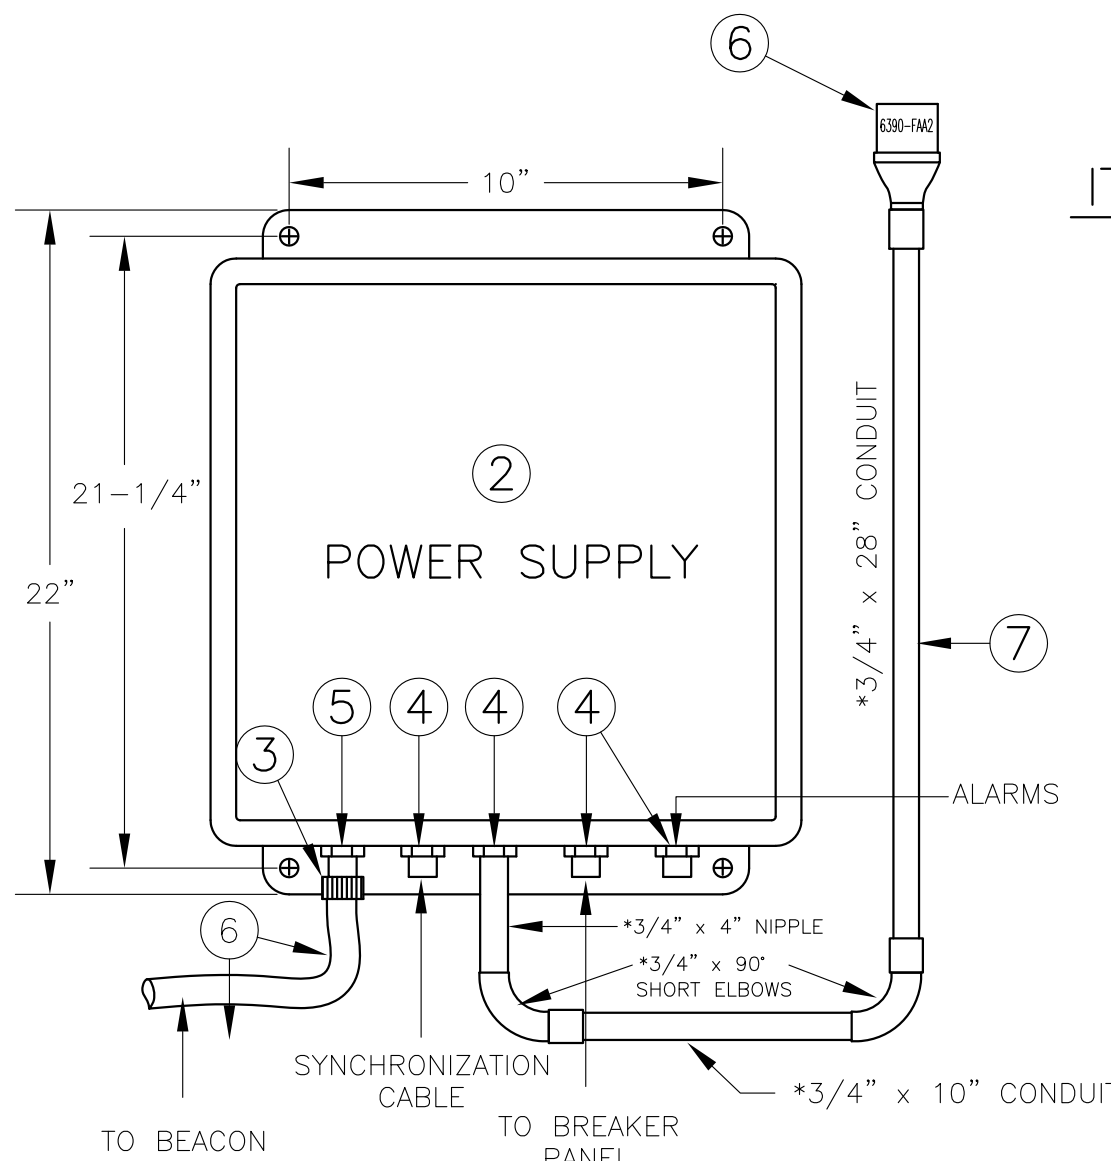 6
6390-FAA2
10”
21-1/4”
22”
2
POWER SUPPLY
*3/4” x 28” CONDUIT
7
5
4
4
4
3
ALARMS
6
*3/4” x 4” NIPPLE
*3/4” x 90°
SHORT ELBOWS
SYNCHRONIZATION
CABLE
*3/4” x 10” CONDUIT
TO BREAKER
PANEL
TO BEACON